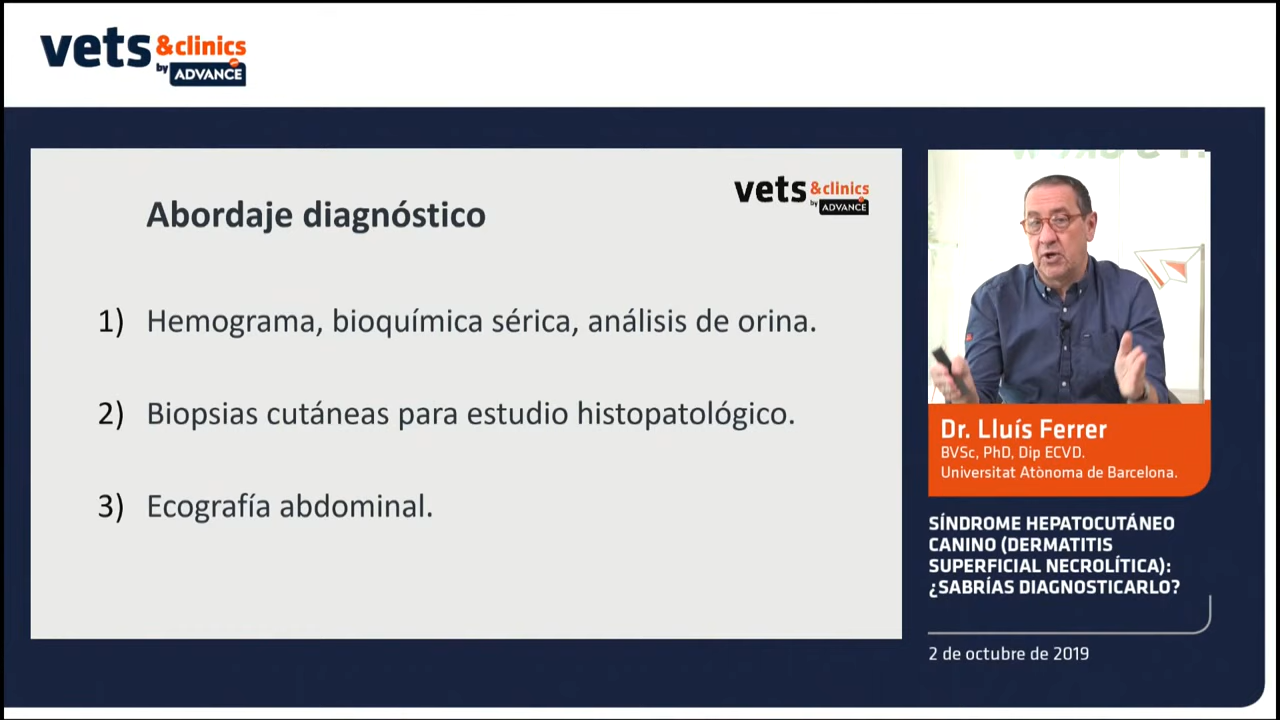 vets &clinics
by ADVANCE
vets &clinics
by ADVANCE
Abordaje diagnóstico
1) Hemograma, bioquímica sérica, análisis de orina.
2) Biopsias cutáneas para estudio histopatológico.
3) Ecografía abdominal.
Dr. Lluís Ferrer
BVSc, PhD, Dip ECVD.
Universitat Atònoma de Barcelona.
SÍNDROME HEPATOCUTÁNEO
CANINO (DERMATITIS
SUPERFICIAL NECROLÍTICA):
¿SABRÍAS DIAGNOSTICARLO?
2 de octubre de 2019